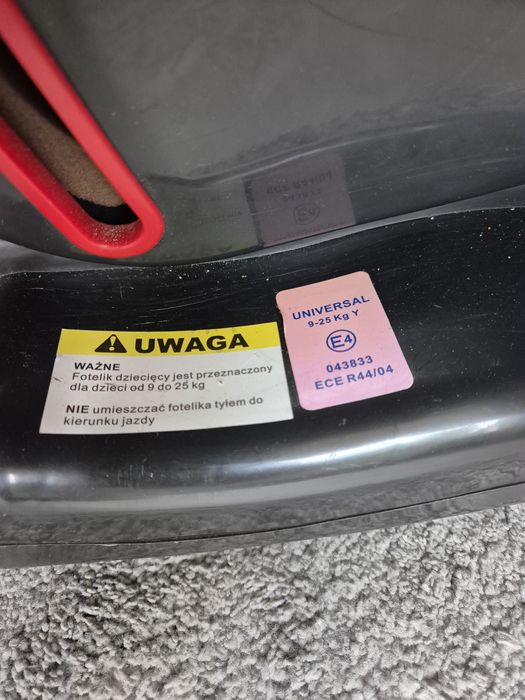 ⚠ UWAGA
WAŻNE
Fotelik dziecięcy jest przeznaczony
dla dzieci od 9 do 25 kg
NIE umieszczać fotelika tyłem do
kierunku jazdy
UNIVERSAL
9-25 Kg Y
E4
043833
ECE R44/04